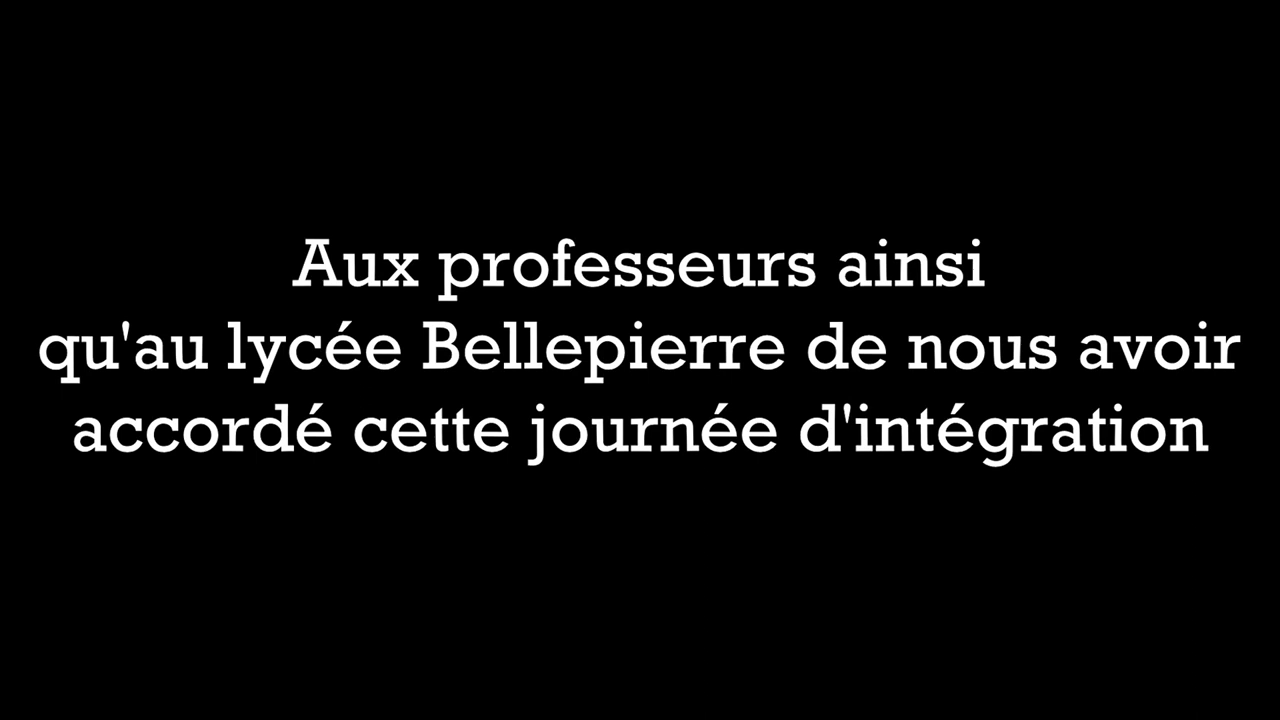 Aux professeurs ainsi
qu'au lycée Bellepierre de nous avoir
accordé cette journée d'intégration